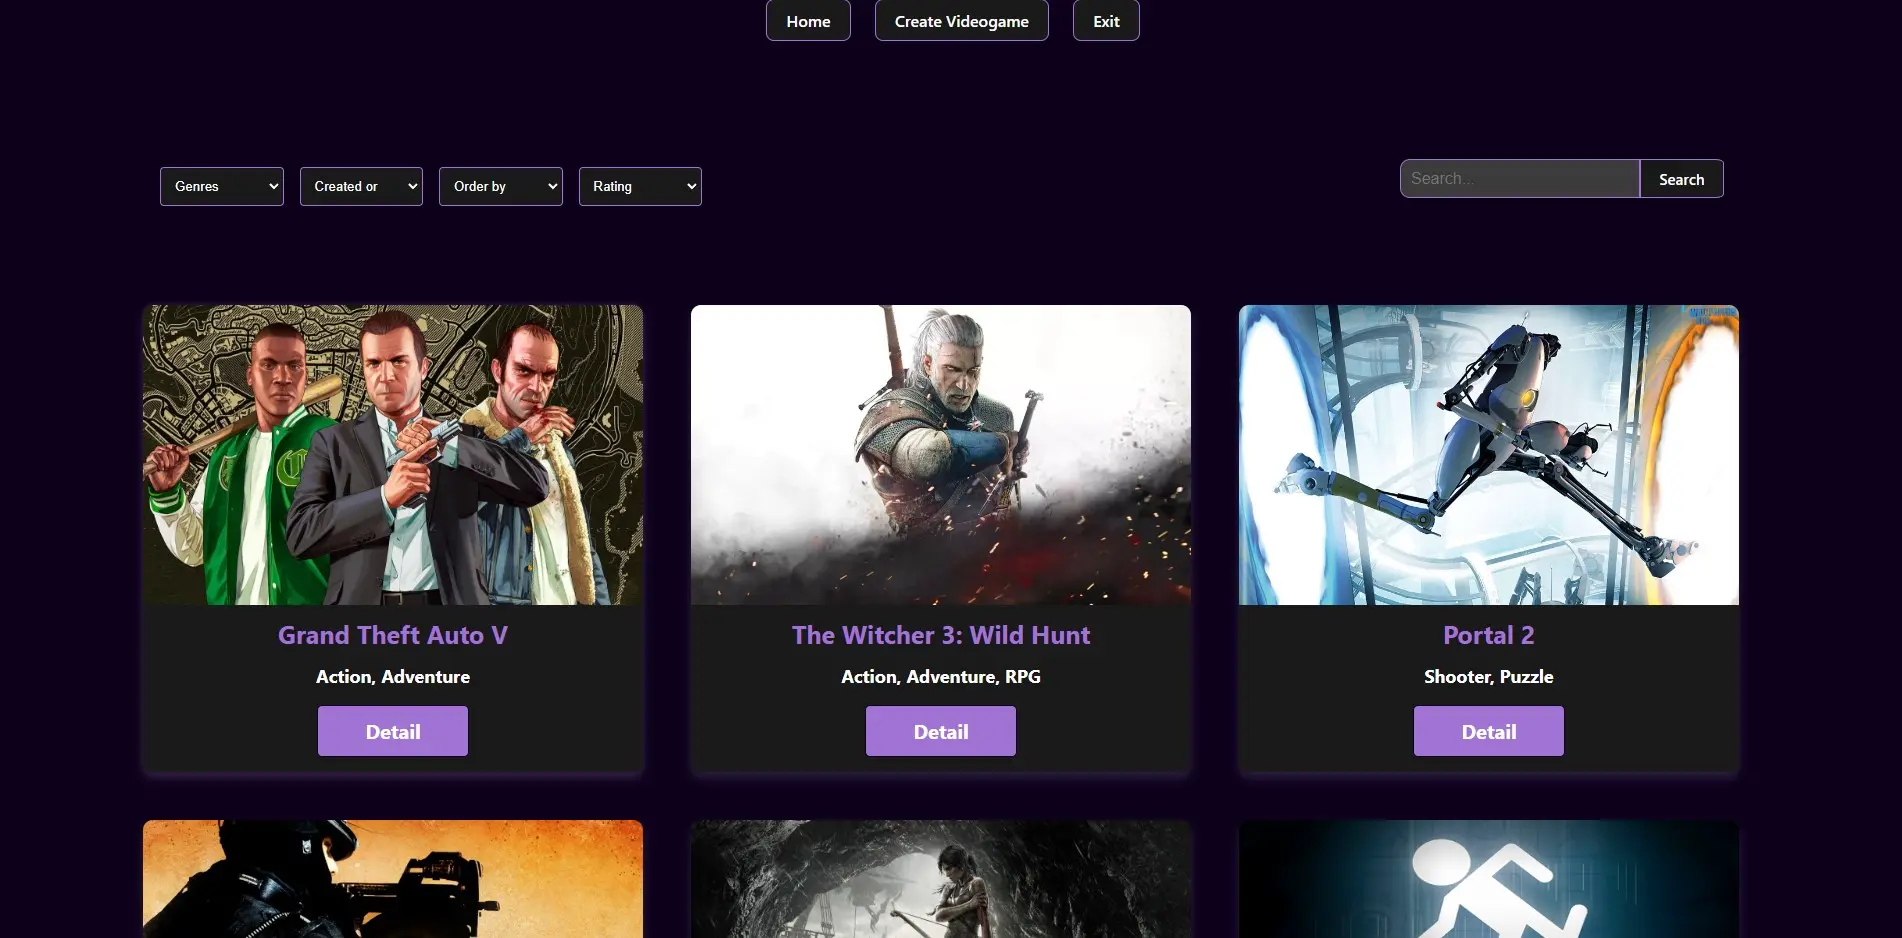 Home
Create Videogame
Exit
Genres
Created or
Order by
Rating
Search...
Search
Grand Theft Auto V
Action, Adventure
Detail
The Witcher 3: Wild Hunt
Action, Adventure, RPG
Detail
Portal 2
Shooter, Puzzle
Detail